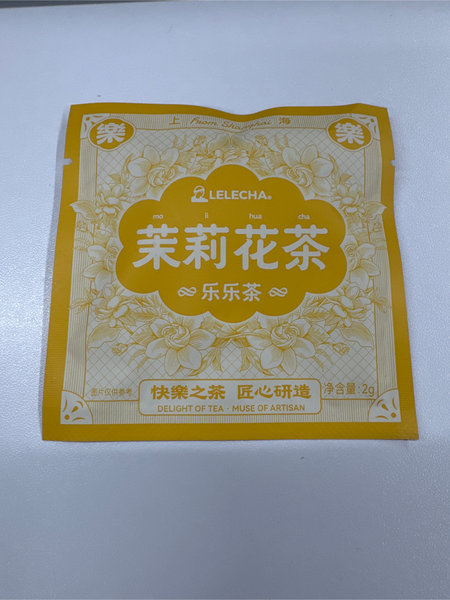 樂 上 From Shanghai 海 樂
LELECHA®
mo li hua cha
茉莉花茶
乐乐茶
图片仅供参考
快樂之茶 匠心研造
净含量:2g
DELIGHT OF TEA · MUSE OF ARTISAN